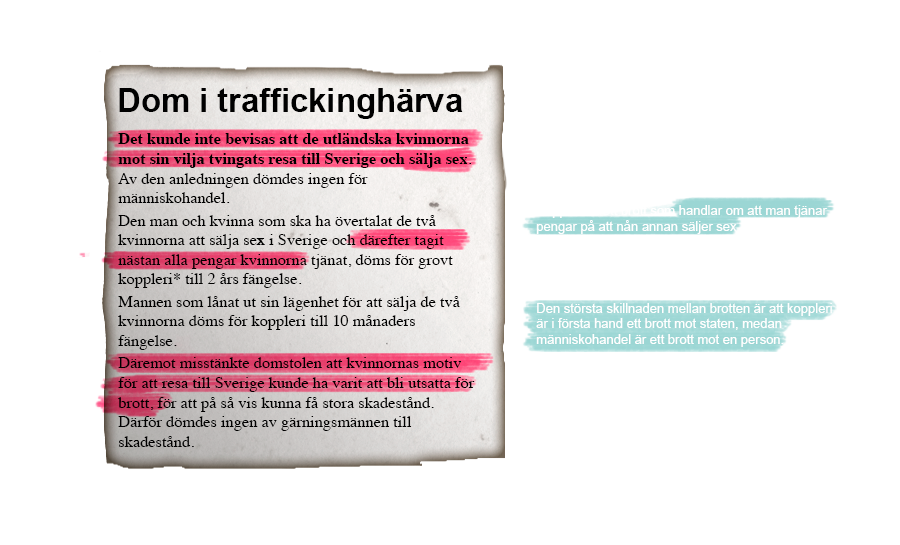 Dom i traffickinghärva
Det kunde inte bevisas att de utländska kvinnorna
mot sin vilja tvingats resa till Sverige och sälja sex.
Av den anledningen dömdes ingen för
människohandel.
Den man och kvinna som ska ha övertalat de två
kvinnorna att sälja sex i Sverige och därefter tagit
nästan alla pengar kvinnorna tjänat, döms för grovt
koppleri* till 2 års fängelse.
Mannen som lånat ut sin lägenhet för att sälja de två
kvinnorna döms för koppleri till 10 månaders
fängelse.
Däremot misstänkte domstolen att kvinnornas motiv
för att resa till Sverige kunde ha varit att bli utsatta för
brott, för att på så vis kunna få stora skadestånd.
Därför dömdes ingen av gärningsmännen till
skadestånd.
handlar om att man tjänar
pengar på att nån annan säljer sex
Den största skillnaden mellan brotten är att koppleri
är i första hand ett brott mot staten, medan
människohandel är ett brott mot en person.